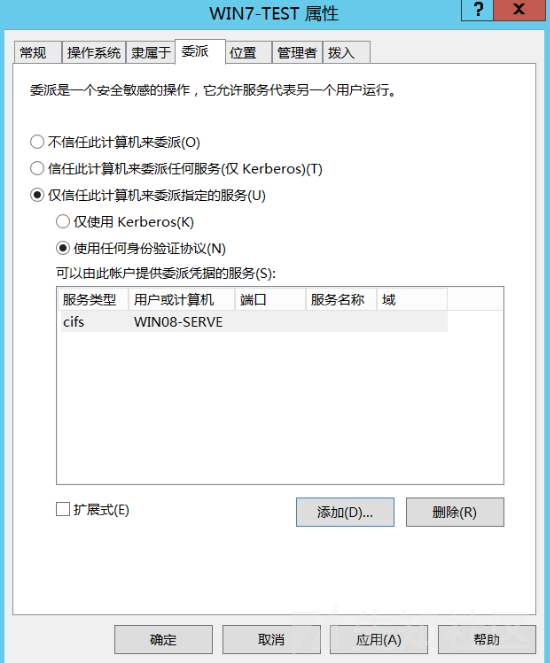 WIN7-TEST 属性
? x
常规 操作系统 隶属于 委派 位置 管理者 拨入
委派是一个安全敏感的操作，它允许服务代表另一个用户运行。
不信任此计算机来委派(O)
信任此计算机来委派任何服务(仅 Kerberos)(T)
仅信任此计算机来委派指定的服务(U)
仅使用 Kerberos(K)
使用任何身份验证协议(N)
可以由此帐户提供委派凭据的服务(S):
服务类型 用户或计算机 端口 服务名称 域
cifs WIN08-SERVE
扩展式(E) 添加(D)... 删除(R)
确定 取消 应用(A) 帮助